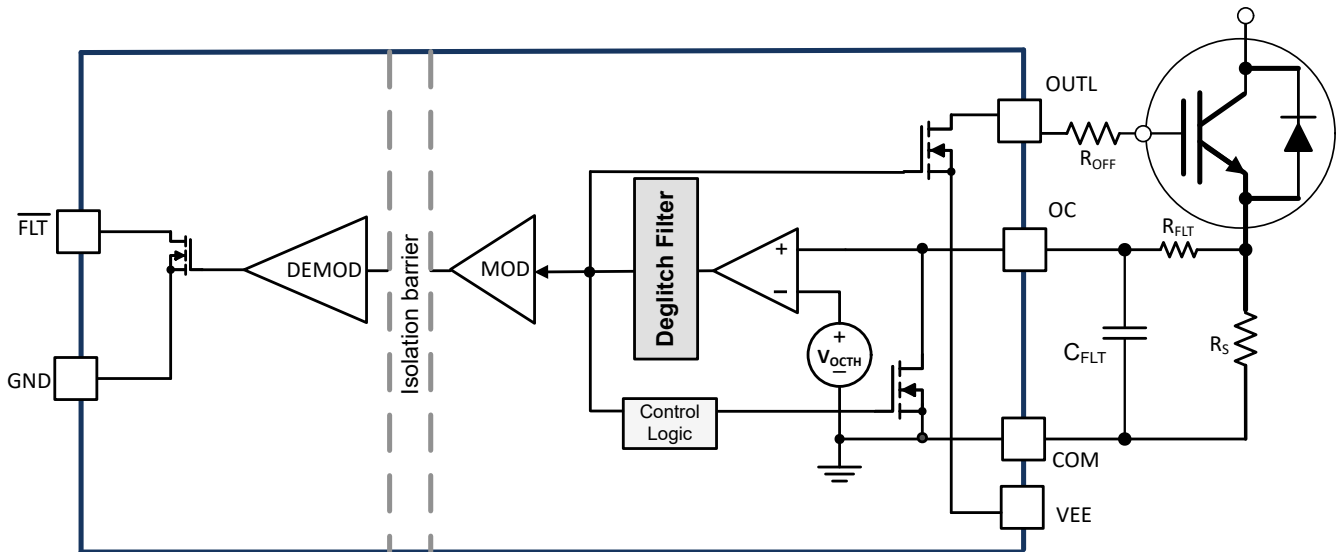 OUTL
R_OFF
FLT
OC
R_FLT
DEMOD
Isolation barrier
MOD
Deglitch Filter
+
−
+
V_OCTH
−
C_FLT
R_S
GND
Control
Logic
COM
VEE